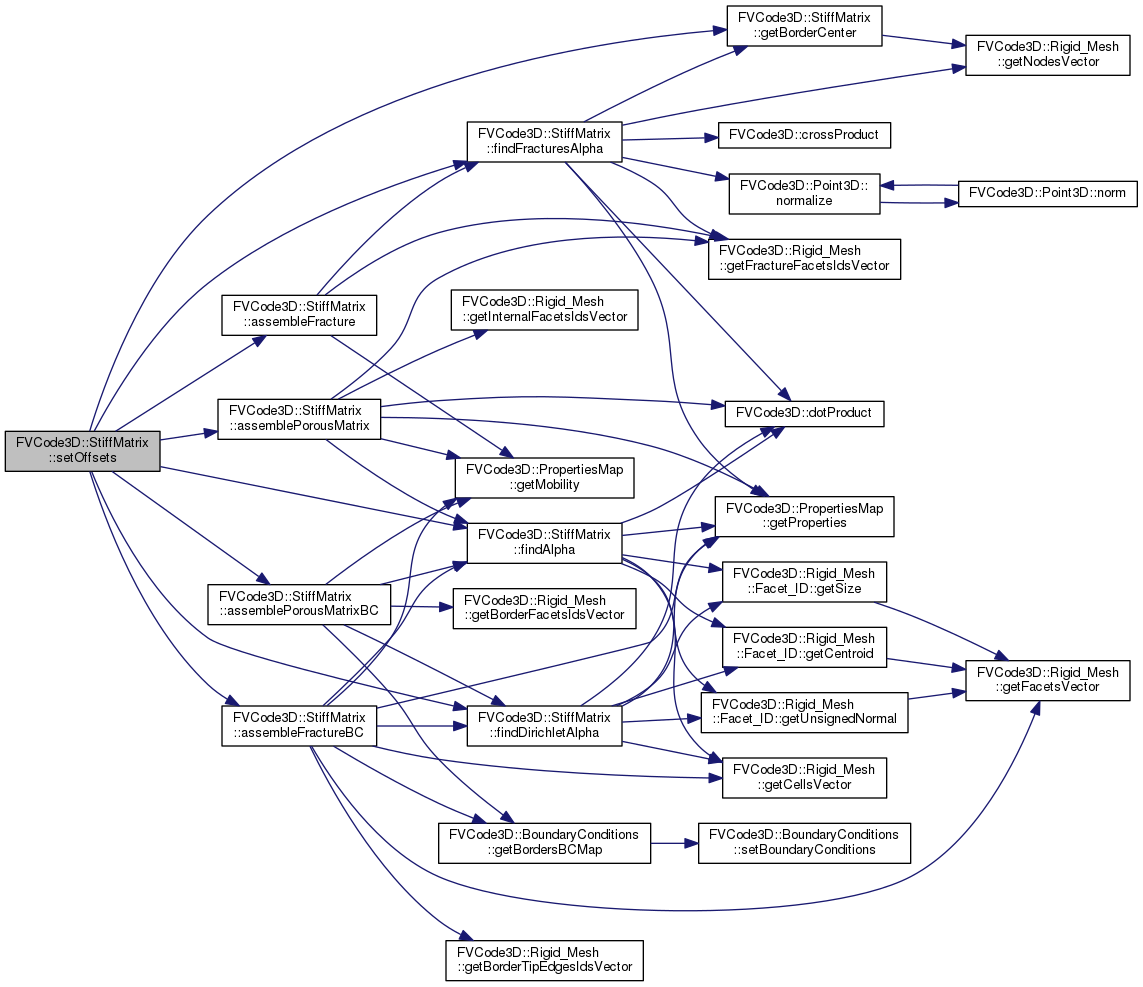 FVCode3D::StiffMatrix
::getBorderCenter
FVCode3D::Rigid_Mesh
::getNodesVector
FVCode3D::StiffMatrix
::findFracturesAlpha
FVCode3D::crossProduct
FVCode3D::Point3D::
normalize
FVCode3D::Point3D::norm
FVCode3D::Rigid_Mesh
::getFractureFacetsIdsVector
FVCode3D::StiffMatrix
::assembleFracture
FVCode3D::Rigid_Mesh
::getInternalFacetsIdsVector
FVCode3D::StiffMatrix
::assemblePorousMatrix
FVCode3D::dotProduct
FVCode3D::StiffMatrix
::setOffsets
FVCode3D::PropertiesMap
::getMobility
FVCode3D::PropertiesMap
::getProperties
FVCode3D::StiffMatrix
::findAlpha
FVCode3D::Rigid_Mesh
::Facet_ID::getSize
FVCode3D::StiffMatrix
::assemblePorousMatrixBC
FVCode3D::Rigid_Mesh
::getBorderFacetsIdsVector
FVCode3D::Rigid_Mesh
::Facet_ID::getCentroid
FVCode3D::Rigid_Mesh
::getFacetsVector
FVCode3D::StiffMatrix
::assembleFractureBC
FVCode3D::StiffMatrix
::findDirichletAlpha
FVCode3D::Rigid_Mesh
::Facet_ID::getUnsignedNormal
FVCode3D::Rigid_Mesh
::getCellsVector
FVCode3D::BoundaryConditions
::getBordersBCMap
FVCode3D::BoundaryConditions
::setBoundaryConditions
FVCode3D::Rigid_Mesh
::getBorderTipEdgesIdsVector